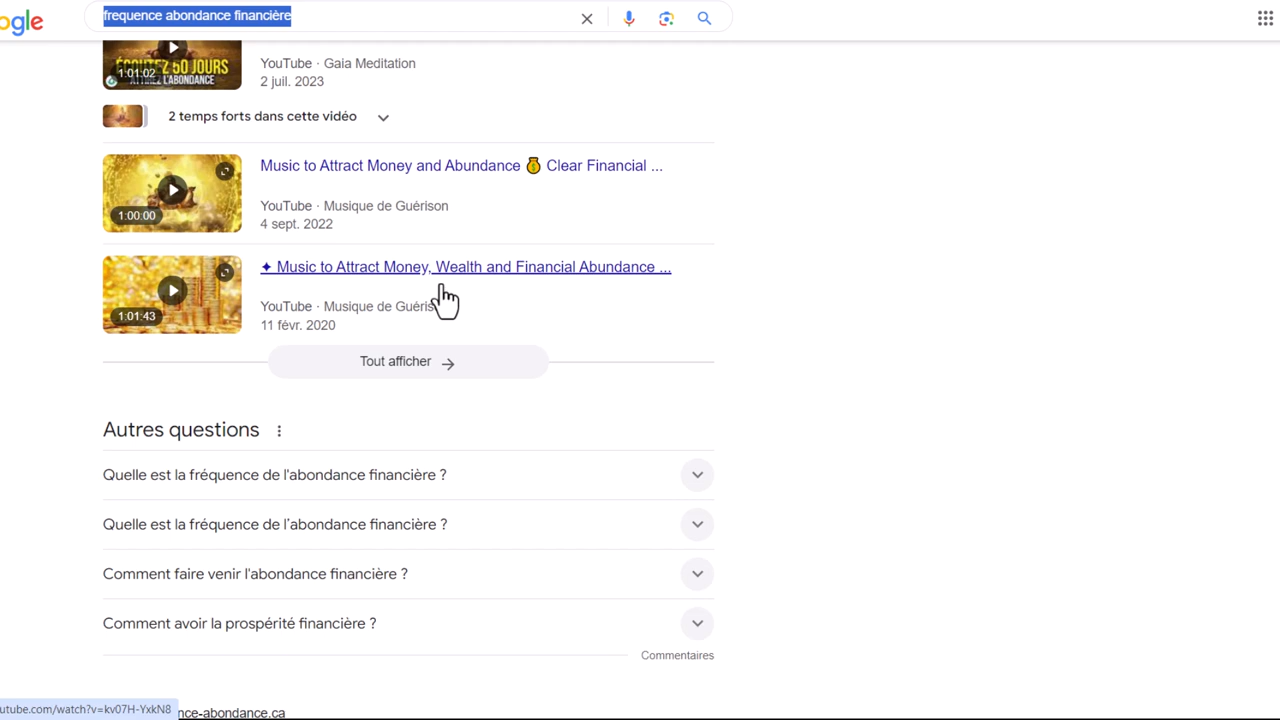 ogle
frequence abondance financière
ÉCOUTEZ 50 JOURS
ATTIREZ L'ABONDANCE
1:01:02
YouTube · Gaia Meditation
2 juil. 2023
2 temps forts dans cette vidéo
Music to Attract Money and Abundance 💰 Clear Financial ...
1:00:00
YouTube · Musique de Guérison
4 sept. 2022
✦ Music to Attract Money, Wealth and Financial Abundance ...
1:01:43
YouTube · Musique de Guéris
11 févr. 2020
Tout afficher
Autres questions
Quelle est la fréquence de l'abondance financière ?
Quelle est la fréquence de l’abondance financière ?
Comment faire venir l'abondance financière ?
Comment avoir la prospérité financière ?
Commentaires
utube.com/watch?v=kv07H-YxkN8
nce-abondance.ca